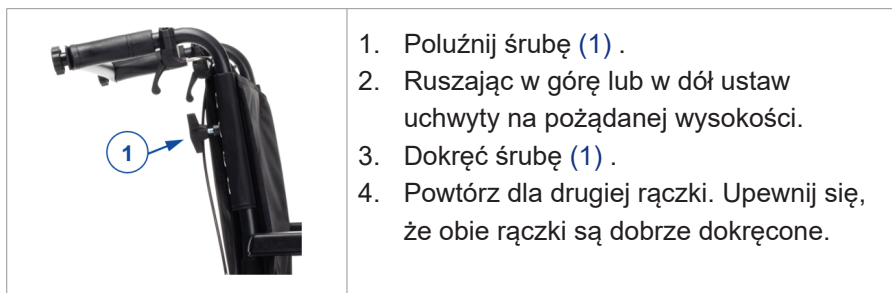 1
1. Poluźnij śrubę (1) .
2. Ruszając w górę lub w dół ustaw
uchwyty na pożądanej wysokości.
3. Dokręć śrubę (1) .
4. Powtórz dla drugiej rączki. Upewnij się,
że obie rączki są dobrze dokręcone.